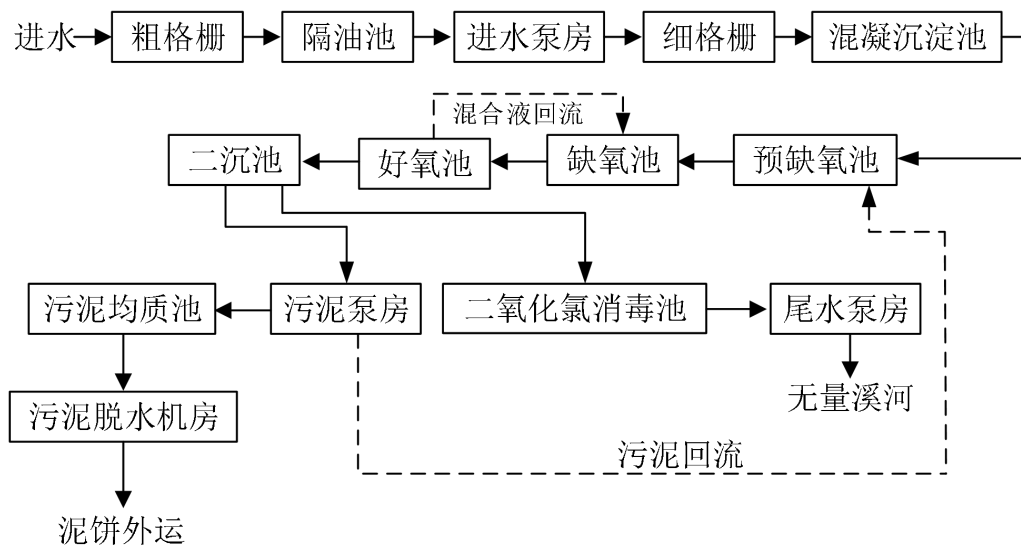 进水
粗格栅
隔油池
进水泵房
细格栅
混凝沉淀池
混合液回流
二沉池
好氧池
缺氧池
预缺氧池
污泥均质池
污泥泵房
二氧化氯消毒池
尾水泵房
无量溪河
污泥脱水机房
污泥回流
泥饼外运